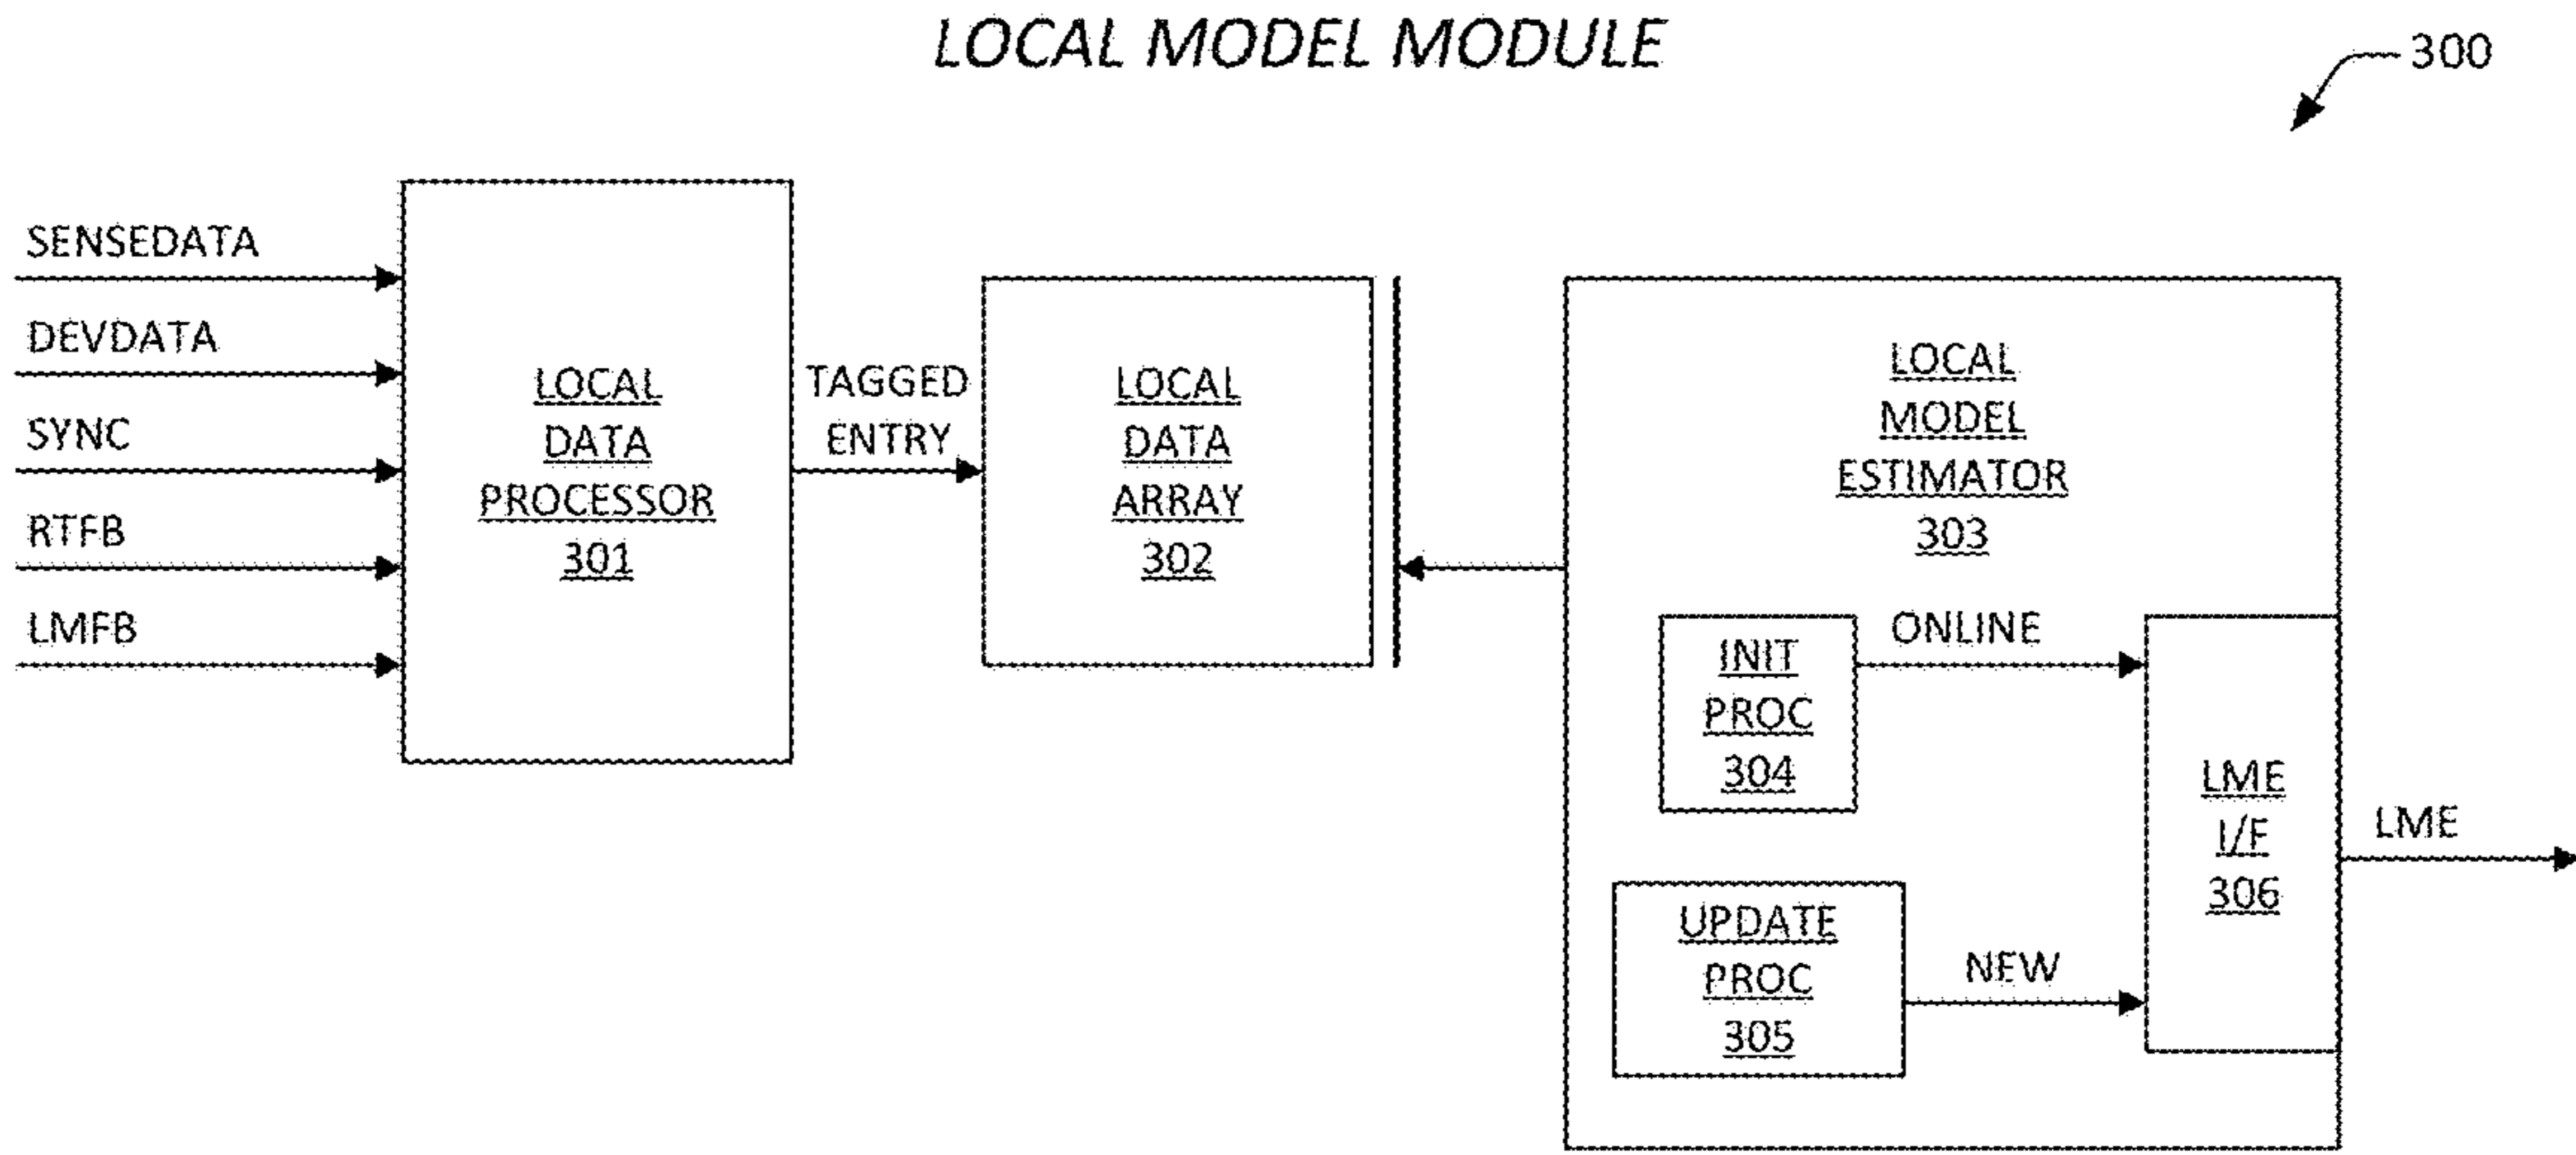 LOCAL MODEL MODULE
300
SENSEDATA
DEVDATA
SYNC
RTFB
LMFB
LOCAL
DATA
PROCESSOR
301
TAGGED
ENTRY
LOCAL
DATA
ARRAY
302
LOCAL
MODEL
ESTIMATOR
303
INIT
PROC
304
ONLINE
UPDATE
PROC
305
NEW
LME
I/F
306
LME